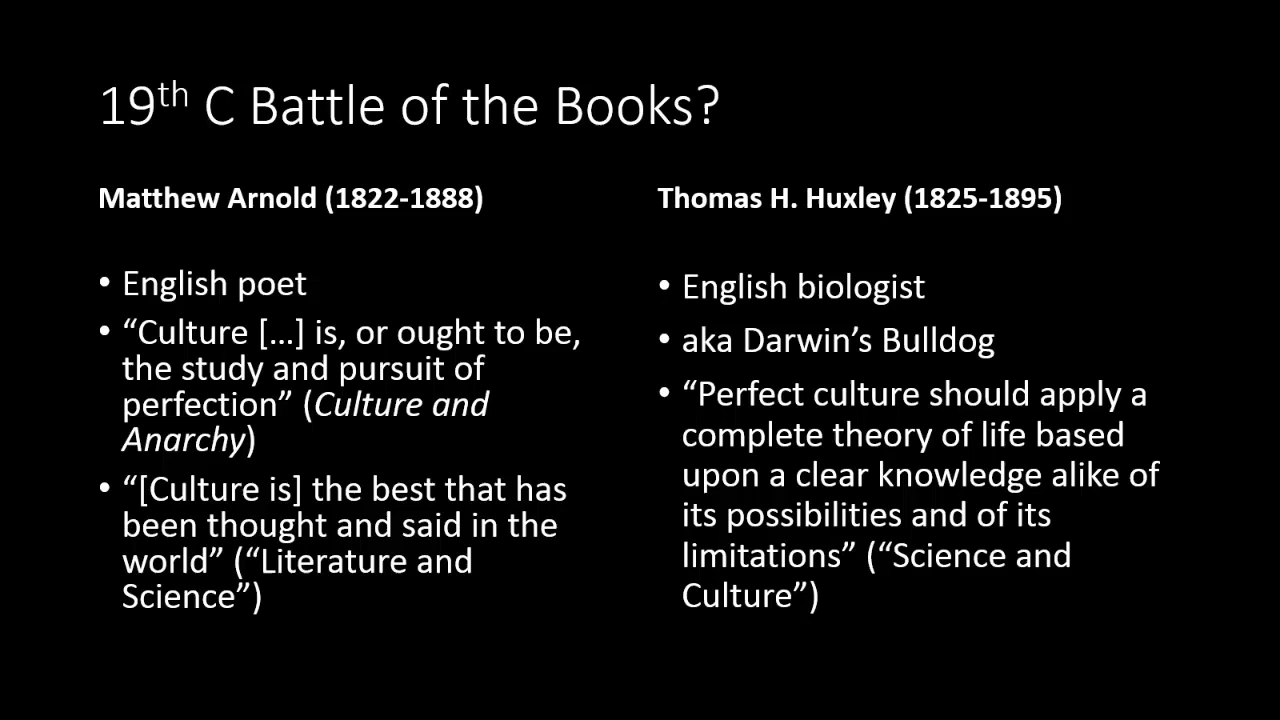 19th C Battle of the Books?
Matthew Arnold (1822-1888)
• English poet
• “Culture […] is, or ought to be,
the study and pursuit of
perfection” (Culture and
Anarchy)
• “[Culture is] the best that has
been thought and said in the
world” (“Literature and
Science”)
Thomas H. Huxley (1825-1895)
• English biologist
• aka Darwin’s Bulldog
• “Perfect culture should apply a
complete theory of life based
upon a clear knowledge alike of
its possibilities and of its
limitations” (“Science and
Culture”)